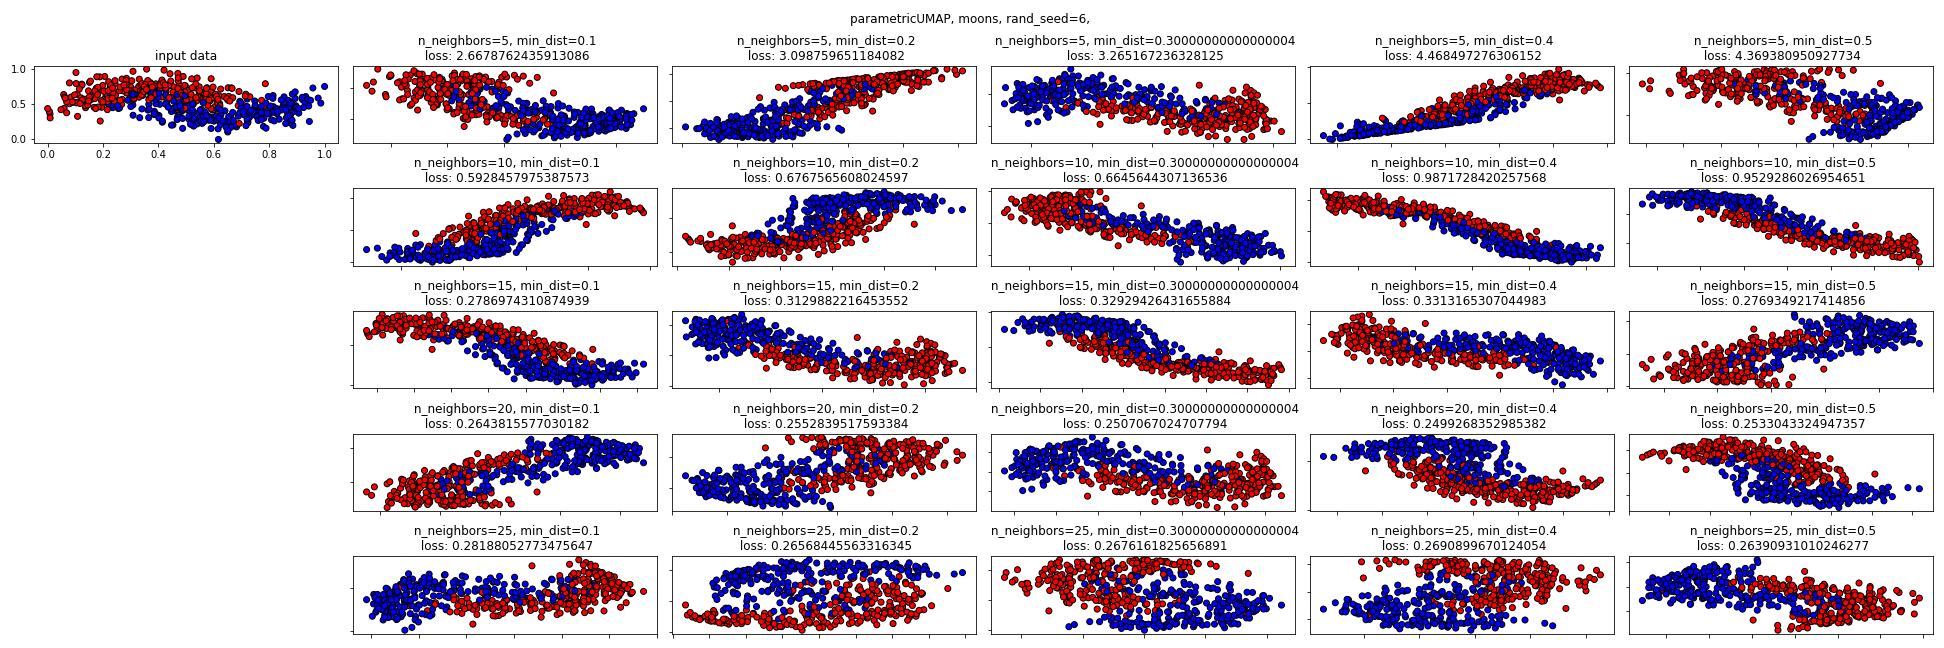 parametricUMAP, moons, rand_seed=6,
input data
1.0
0.5
0.0
0.0 0.2 0.4 0.6 0.8 1.0
n_neighbors=5, min_dist=0.1
loss: 2.6678762435913086
n_neighbors=5, min_dist=0.2
loss: 3.098759651184082
n_neighbors=5, min_dist=0.30000000000000004
loss: 3.265167236328125
n_neighbors=5, min_dist=0.4
loss: 4.468497276306152
n_neighbors=5, min_dist=0.5
loss: 4.369380950927734
n_neighbors=10, min_dist=0.1
loss: 0.5928457975387573
n_neighbors=10, min_dist=0.2
loss: 0.6767565608024597
n_neighbors=10, min_dist=0.30000000000000004
loss: 0.6645644307136536
n_neighbors=10, min_dist=0.4
loss: 0.9871728420257568
n_neighbors=10, min_dist=0.5
loss: 0.9529286026954651
n_neighbors=15, min_dist=0.1
loss: 0.2786974310874939
n_neighbors=15, min_dist=0.2
loss: 0.3129882216453552
n_neighbors=15, min_dist=0.30000000000000004
loss: 0.329294264316558​84
n_neighbors=15, min_dist=0.4
loss: 0.3313165307044983
n_neighbors=15, min_dist=0.5
loss: 0.2769349217414856
n_neighbors=20, min_dist=0.1
loss: 0.2643815577030182
n_neighbors=20, min_dist=0.2
loss: 0.2552839517593384
n_neighbors=20, min_dist=0.30000000000000004
loss: 0.2507067024707794
n_neighbors=20, min_dist=0.4
loss: 0.2499268352985382
n_neighbors=20, min_dist=0.5
loss: 0.2533043324947357
n_neighbors=25, min_dist=0.1
loss: 0.28188052773475647
n_neighbors=25, min_dist=0.2
loss: 0.26568445563316345
n_neighbors=25, min_dist=0.30000000000000004
loss: 0.2676161825656891
n_neighbors=25, min_dist=0.4
loss: 0.2690899670124054
n_neighbors=25, min_dist=0.5
loss: 0.26390931010246277